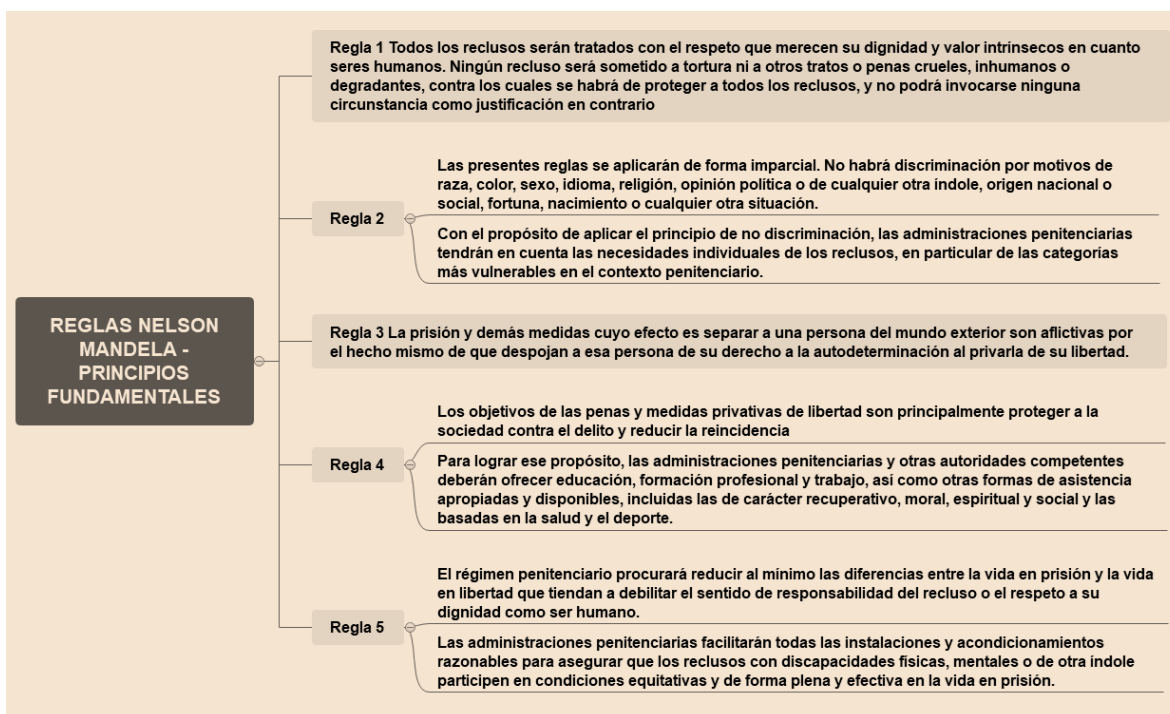 REGLAS NELSON
MANDELA -
PRINCIPIOS
FUNDAMENTALES
Regla 1 Todos los reclusos serán tratados con el respeto que merecen su dignidad y valor intrínsecos en cuanto
seres humanos. Ningún recluso será sometido a tortura ni a otros tratos o penas crueles, inhumanos o
degradantes, contra los cuales se habrá de proteger a todos los reclusos, y no podrá invocarse ninguna
circunstancia como justificación en contrario
Regla 2
Las presentes reglas se aplicarán de forma imparcial. No habrá discriminación por motivos de
raza, color, sexo, idioma, religión, opinión política o de cualquier otra índole, origen nacional o
social, fortuna, nacimiento o cualquier otra situación.
Con el propósito de aplicar el principio de no discriminación, las administraciones penitenciarias
tendrán en cuenta las necesidades individuales de los reclusos, en particular de las categorías
más vulnerables en el contexto penitenciario.
Regla 3 La prisión y demás medidas cuyo efecto es separar a una persona del mundo exterior son aflictivas por
el hecho mismo de que despojan a esa persona de su derecho a la autodeterminación al privarla de su libertad.
Regla 4
Los objetivos de las penas y medidas privativas de libertad son principalmente proteger a la
sociedad contra el delito y reducir la reincidencia
Para lograr ese propósito, las administraciones penitenciarias y otras autoridades competentes
deberán ofrecer educación, formación profesional y trabajo, así como otras formas de asistencia
apropiadas y disponibles, incluidas las de carácter recuperativo, moral, espiritual y social y las
basadas en la salud y el deporte.
Regla 5
El régimen penitenciario procurará reducir al mínimo las diferencias entre la vida en prisión y la vida
en libertad que tiendan a debilitar el sentido de responsabilidad del recluso o el respeto a su
dignidad como ser humano.
Las administraciones penitenciarias facilitarán todas las instalaciones y acondicionamientos
razonables para asegurar que los reclusos con discapacidades físicas, mentales o de otra índole
participen en condiciones equitativas y de forma plena y efectiva en la vida en prisión.